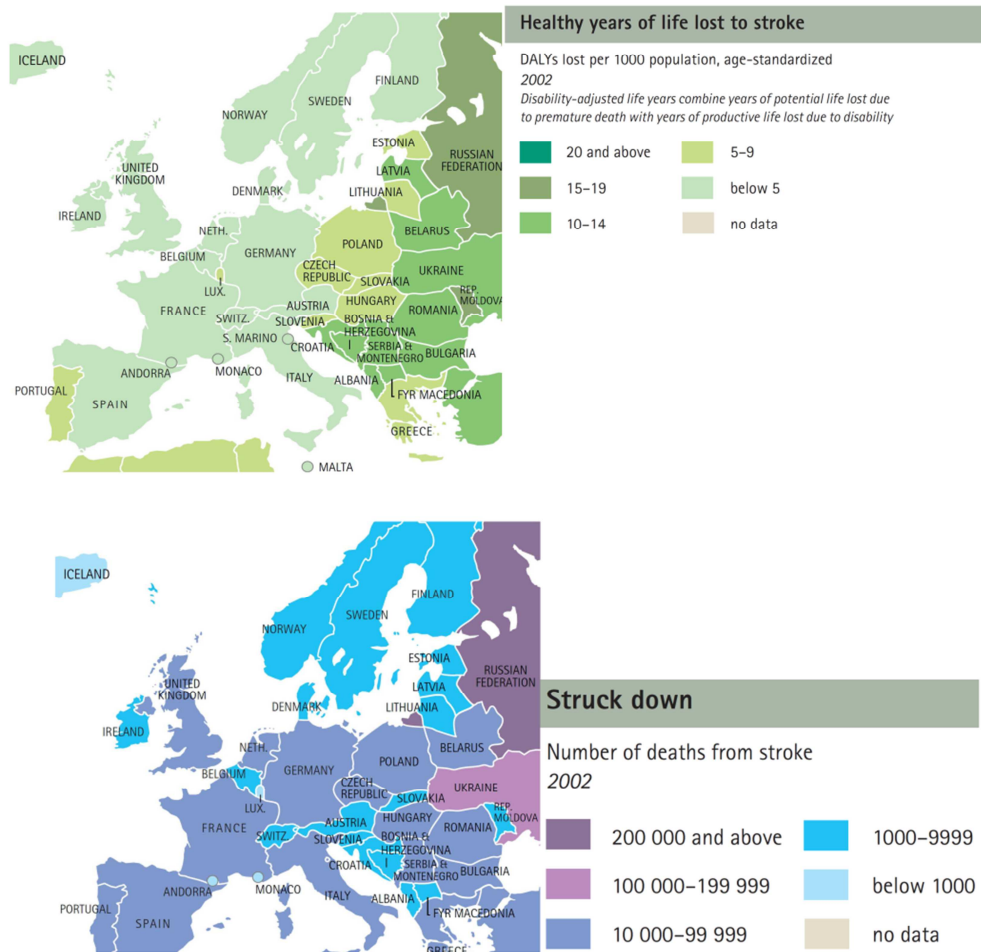 Healthy years of life lost to stroke
DALYs lost per 1000 population, age-standardized
2002
Disability-adjusted life years combine years of potential life lost due
to premature death with years of productive life lost due to disability
20 and above
5–9
15–19
below 5
10–14
no data
ICELAND
FINLAND
SWEDEN
NORWAY
ESTONIA
RUSSIAN
FEDERATION
LATVIA
UNITED
KINGDOM
DENMARK
LITHUANIA
IRELAND
NETH.
BELARUS
POLAND
BELGIUM
GERMANY
CZECH
REPUBLIC
UKRAINE
SLOVAKIA
LUX.
AUSTRIA
HUNGARY
REP.
MOLDOVA
FRANCE
SWITZ.
SLOVENIA
ROMANIA
BOSNIA &
HERZEGOVINA
S. MARINO
CROATIA
SERBIA &
MONTENEGRO
BULGARIA
ANDORRA
MONACO
ITALY
ALBANIA
PORTUGAL
SPAIN
FYR MACEDONIA
GREECE
MALTA
ICELAND
FINLAND
SWEDEN
NORWAY
ESTONIA
RUSSIAN
FEDERATION
UNITED
KINGDOM
LATVIA
DENMARK
LITHUANIA
IRELAND
NETH.
BELARUS
POLAND
BELGIUM
GERMANY
CZECH
REPUBLIC
UKRAINE
SLOVAKIA
LUX.
REP.
MOLDOVA
AUSTRIA
HUNGARY
FRANCE
SWITZ.
ROMANIA
SLOVENIA
BOSNIA &
HERZEGOVINA
CROATIA
SERBIA &
MONTENEGRO
BULGARIA
ANDORRA
MONACO
ITALY
ALBANIA
PORTUGAL
SPAIN
FYR MACEDONIA
GREECE
Struck down
Number of deaths from stroke
2002
200 000 and above
1000–9999
100 000–199 999
below 1000
10 000–99 999
no data